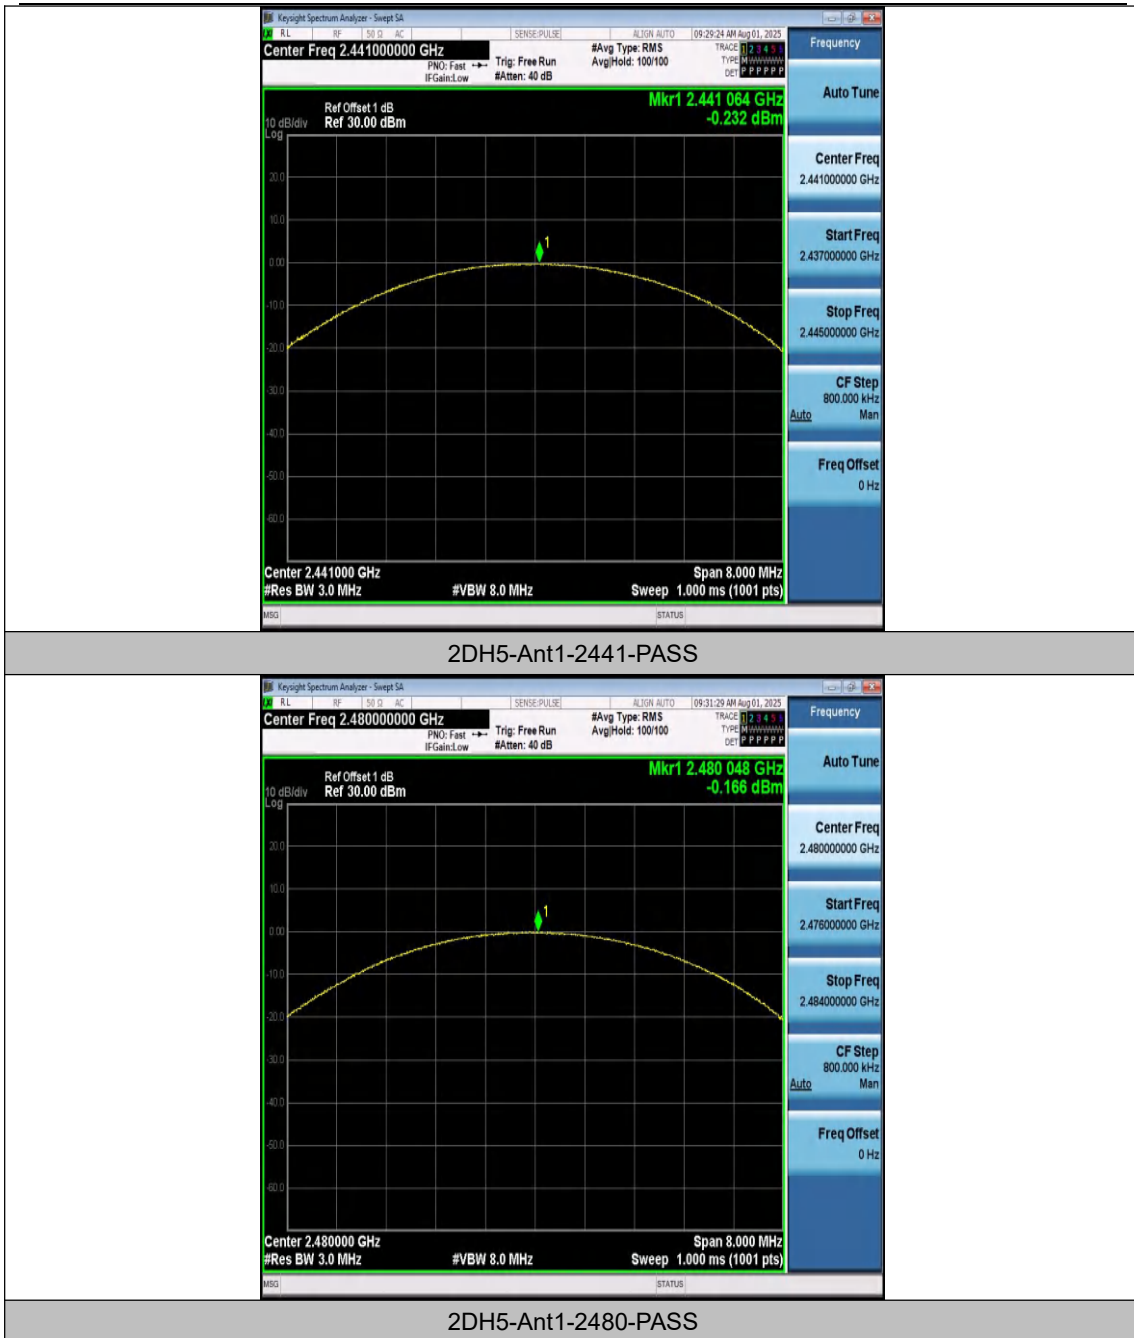 Keysight Spectrum Analyzer - Swept SA
RL RF 50 Ω AC SENSE:PULSE ALIGN AUTO 09:29:24 AM Aug 01, 2025
Center Freq 2.441000000 GHz #Avg Type: RMS TRACE 1 2 3 4 5 6
PNO: Fast Trig: Free Run Avg|Hold: 100/100 TYPE M
IFGain:Low #Atten: 40 dB DET P P P P P P
Frequency
Auto Tune
Center Freq
2.441000000 GHz
Start Freq
2.437000000 GHz
Stop Freq
2.445000000 GHz
CF Step
800.000 kHz
Auto Man
Freq Offset
0 Hz
Mkr1 2.441 064 GHz
-0.232 dBm
Ref Offset 1 dB
10 dB/div Ref 30.00 dBm
Log
20.0
10.0
0.00
-10.0
-20.0
-30.0
-40.0
-50.0
-60.0
1
Center 2.441000 GHz Span 8.000 MHz
#Res BW 3.0 MHz #VBW 8.0 MHz Sweep 1.000 ms (1001 pts)
MSG STATUS
2DH5-Ant1-2441-PASS
Keysight Spectrum Analyzer - Swept SA
RL RF 50 Ω AC SENSE:PULSE ALIGN AUTO 09:31:29 AM Aug 01, 2025
Center Freq 2.480000000 GHz #Avg Type: RMS TRACE 1 2 3 4 5 6
PNO: Fast Trig: Free Run Avg|Hold: 100/100 TYPE M
IFGain:Low #Atten: 40 dB DET P P P P P P
Frequency
Auto Tune
Center Freq
2.480000000 GHz
Start Freq
2.476000000 GHz
Stop Freq
2.484000000 GHz
CF Step
800.000 kHz
Auto Man
Freq Offset
0 Hz
Mkr1 2.480 048 GHz
-0.166 dBm
Ref Offset 1 dB
10 dB/div Ref 30.00 dBm
Log
20.0
10.0
0.00
-10.0
-20.0
-30.0
-40.0
-50.0
-60.0
1
Center 2.480000 GHz Span 8.000 MHz
#Res BW 3.0 MHz #VBW 8.0 MHz Sweep 1.000 ms (1001 pts)
MSG STATUS
2DH5-Ant1-2480-PASS